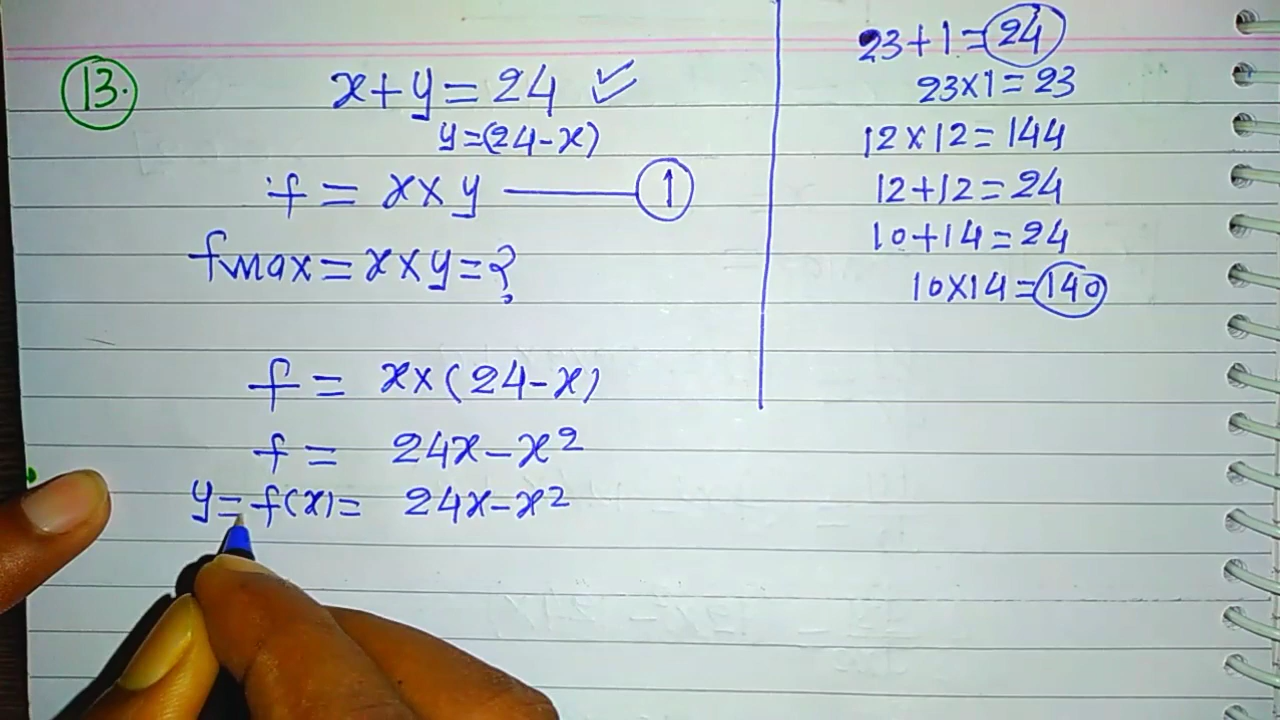 13.
x+y=24 ✓
y=(24-x)
f = x×y —— 1
fmax=x×y=?
f = x×(24-x)
f = 24x-x²
y= f(x)= 24x-x²
23+1=24
23×1=23
12×12=144
12+12=24
10+14=24
10×14=140